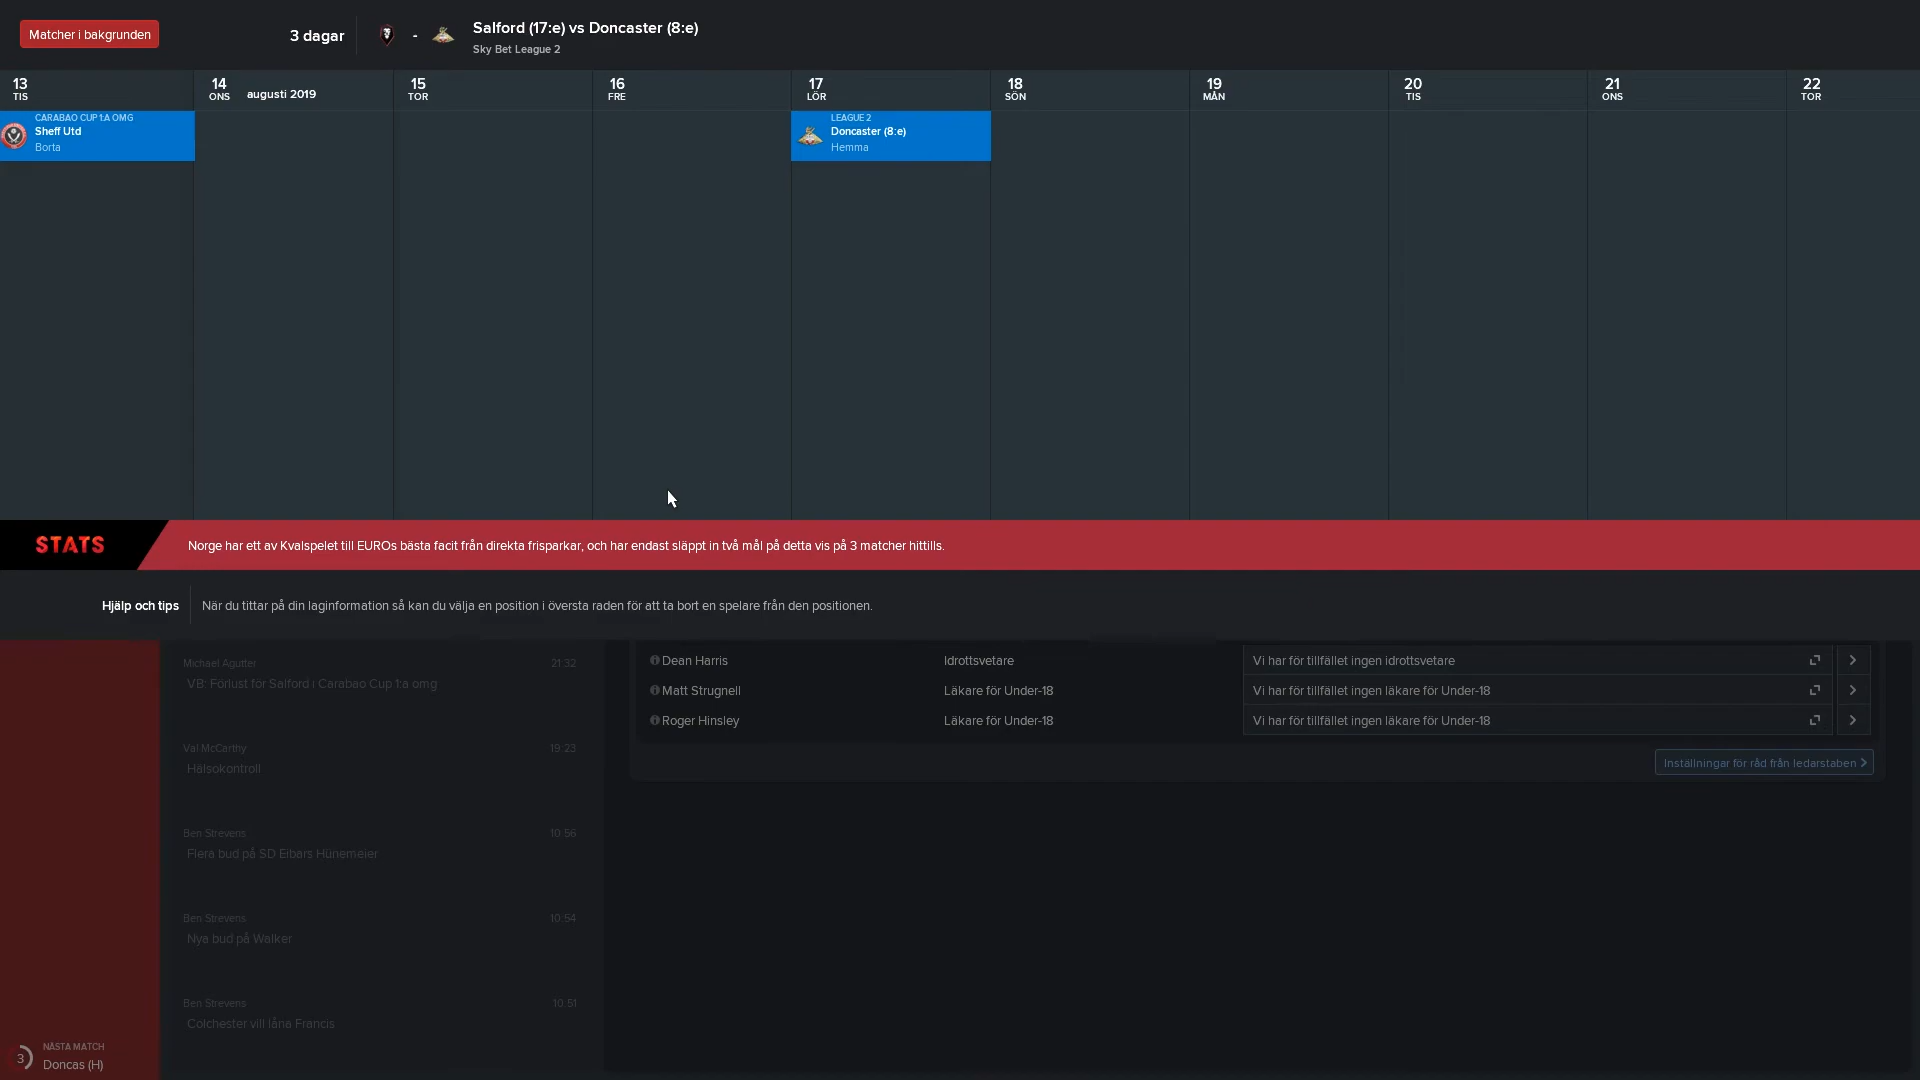 Matcher i bakgrunden
3 dagar
-
Salford (17:e) vs Doncaster (8:e)
Sky Bet League 2
13 TIS
14 ONS
augusti 2019
15 TOR
16 FRE
17 LÖR
18 SÖN
19 MÅN
20 TIS
21 ONS
22 TOR
CARABAO CUP 1:A OMG
Sheff Utd
Borta
LEAGUE 2
Doncaster (8:e)
Hemma
STATS
Norge har ett av Kvalspelet till EUROs bästa facit från direkta frisparkar, och har endast släppt in två mål på detta vis på 3 matcher hittills.
Hjälp och tips
När du tittar på din laginformation så kan du välja en position i översta raden för att ta bort en spelare från den positionen.
Michael Agutter 21:32
VB: Förlust för Salford i Carabao Cup 1:a omg
Val McCarthy 19:23
Hälsokontroll
Ben Strevens 10:56
Flera bud på SD Eibars Hünemeier
Ben Strevens 10:54
Nya bud på Walker
Ben Strevens 10:51
Colchester vill låna Francis
Dean Harris Idrottsvetare Vi har för tillfället ingen idrottsvetare
Matt Strugnell Läkare för Under-18 Vi har för tillfället ingen läkare för Under-18
Roger Hinsley Läkare för Under-18 Vi har för tillfället ingen läkare för Under-18
Inställningar för råd från ledarstaben
3
NÄSTA MATCH
Doncas (H)